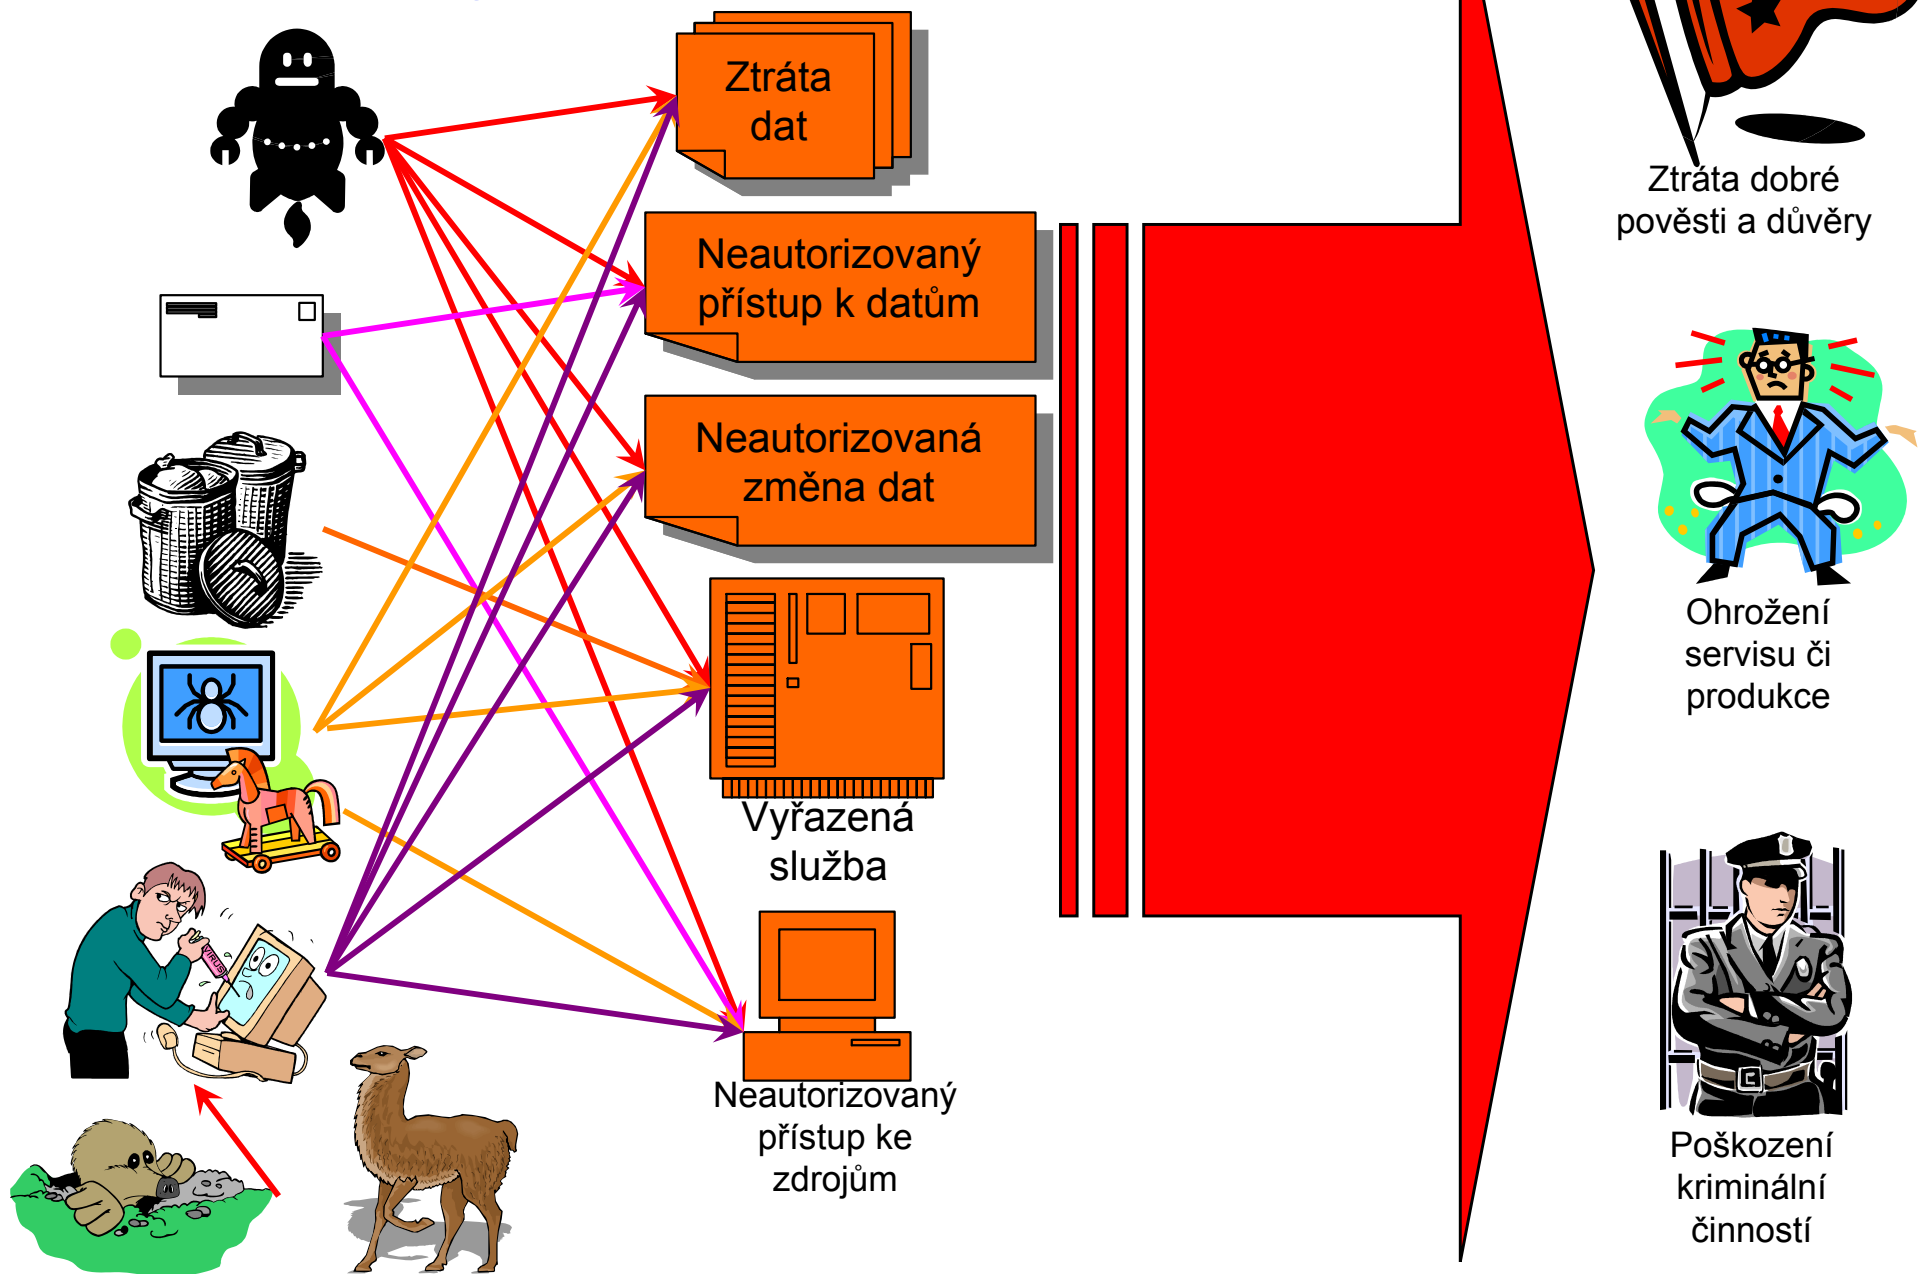 Ztráta
dat
Neautorizovaný
přístup k datům
Neautorizovaná
změna dat
Vyřazená
služba
VIRUS
Neautorizovaný
přístup ke
zdrojům
Ztráta dobré
pověsti a důvěry
Ohrožení
servisu či
produkce
Poškození
kriminální
činností